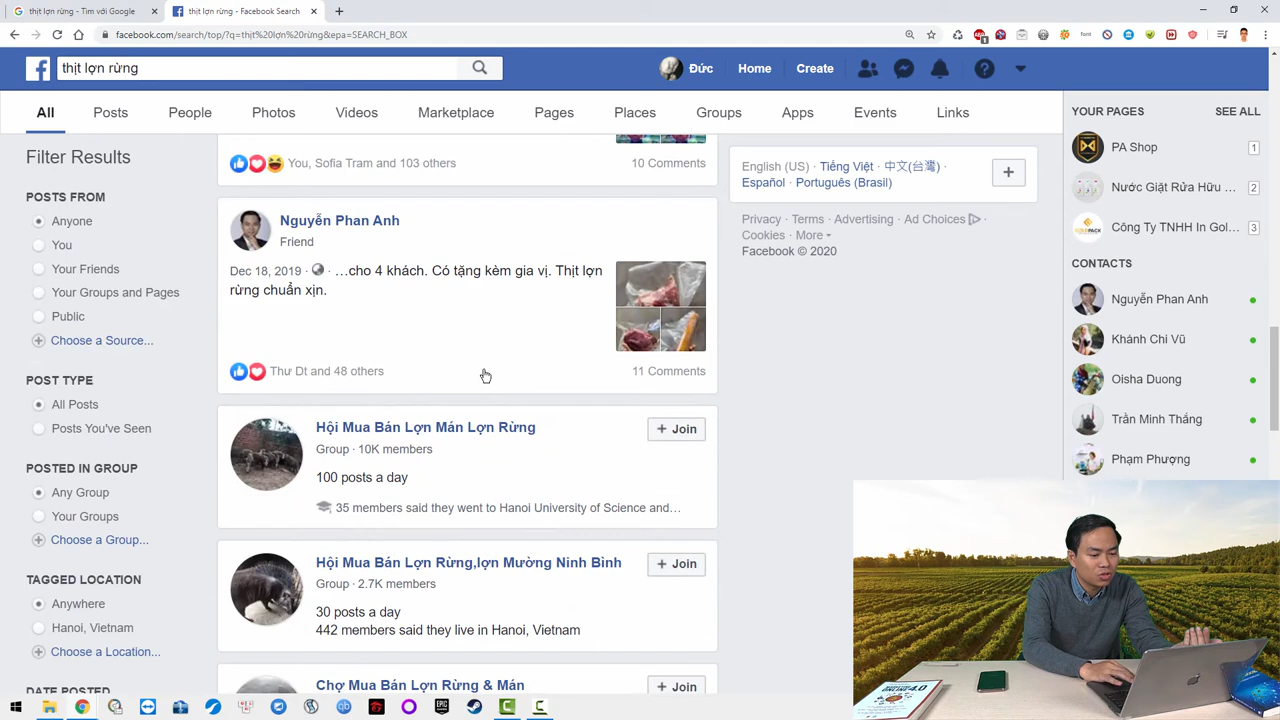 thịt lợn rừng - Tìm với Google
thịt lợn rừng - Facebook Search
facebook.com/search/top/?q=thịt%20lợn%20rừng&epa=SEARCH_BOX
thịt lợn rừng
Đức
Home
Create
All
Posts
People
Photos
Videos
Marketplace
Pages
Places
Groups
Apps
Events
Links
Filter Results
POSTS FROM
Anyone
You
Your Friends
Your Groups and Pages
Public
Choose a Source...
POST TYPE
All Posts
Posts You've Seen
POSTED IN GROUP
Any Group
Your Groups
Choose a Group...
TAGGED LOCATION
Anywhere
Hanoi, Vietnam
Choose a Location...
DATE POSTED
You, Sofia Tram and 103 others
10 Comments
Nguyễn Phan Anh
Friend
Dec 18, 2019 · …cho 4 khách. Có tặng kèm gia vị. Thịt lợn
rừng chuẩn xịn.
Thư Dt and 48 others
11 Comments
Hội Mua Bán Lợn Mán Lợn Rừng
Join
Group · 10K members
100 posts a day
35 members said they went to Hanoi University of Science and…
Hội Mua Bán Lợn Rừng,lợn Mường Ninh Bình
Join
Group · 2.7K members
30 posts a day
442 members said they live in Hanoi, Vietnam
Chợ Mua Bán Lợn Rừng & Mán
Join
English (US) · Tiếng Việt · 中文(台灣) ·
Español · Português (Brasil)
Privacy · Terms · Advertising · Ad Choices ·
Cookies · More
Facebook © 2020
YOUR PAGES
SEE ALL
PA Shop
1
Nước Giặt Rửa Hữu ...
2
Công Ty TNHH In Gol...
3
CONTACTS
Nguyễn Phan Anh
Khánh Chi Vũ
Oisha Duong
Trần Minh Thắng
Phạm Phượng